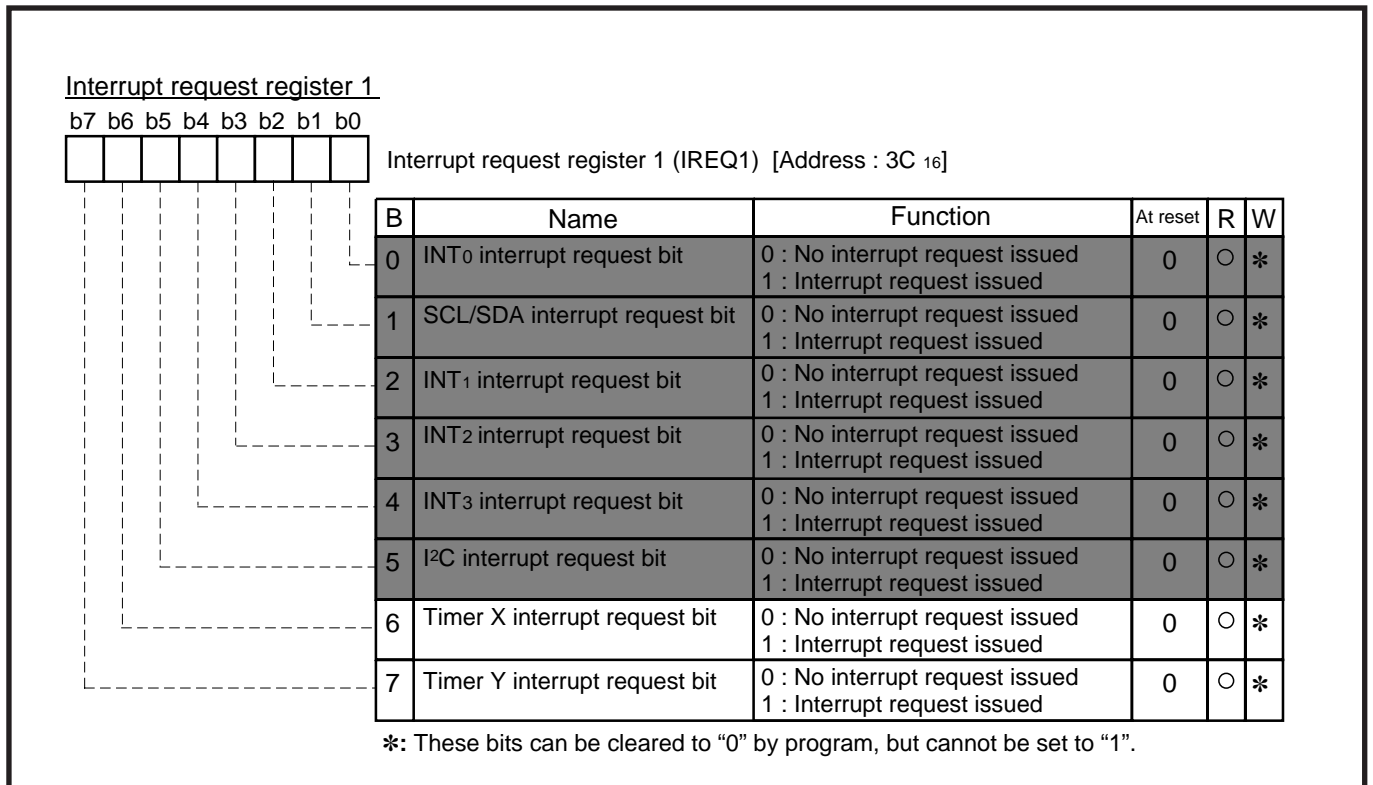 Interrupt request register 1
b7 b6 b5 b4 b3 b2 b1 b0
Interrupt request register 1 (IREQ1) [Address : 3C 16]
B Name Function At reset R W
0 INT0 interrupt request bit 0 : No interrupt request issued 0 ○ ✻
1 : Interrupt request issued
1 SCL/SDA interrupt request bit 0 : No interrupt request issued 0 ○ ✻
1 : Interrupt request issued
2 INT1 interrupt request bit 0 : No interrupt request issued 0 ○ ✻
1 : Interrupt request issued
3 INT2 interrupt request bit 0 : No interrupt request issued 0 ○ ✻
1 : Interrupt request issued
4 INT3 interrupt request bit 0 : No interrupt request issued 0 ○ ✻
1 : Interrupt request issued
5 I2C interrupt request bit 0 : No interrupt request issued 0 ○ ✻
1 : Interrupt request issued
6 Timer X interrupt request bit 0 : No interrupt request issued 0 ○ ✻
1 : Interrupt request issued
7 Timer Y interrupt request bit 0 : No interrupt request issued 0 ○ ✻
1 : Interrupt request issued
✻: These bits can be cleared to “0” by program, but cannot be set to “1”.